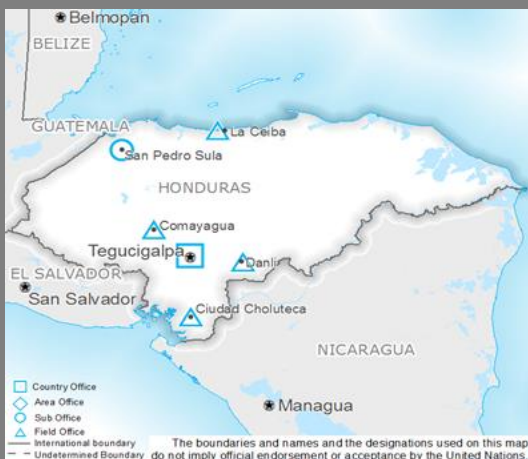 Belmopan
BELIZE
GUATEMALA
La Ceiba
San Pedro Sula
HONDURAS
Comayagua
Tegucigalpa
Danli
EL SALVADOR
San Salvador
Ciudad Choluteca
NICARAGUA
Managua
Country Office
Area Office
Sub Office
Field Office
International boundary
Undetermined Boundary
The boundaries and names and the designations used on this map
do not imply official endorsement or acceptance by the United Nations.